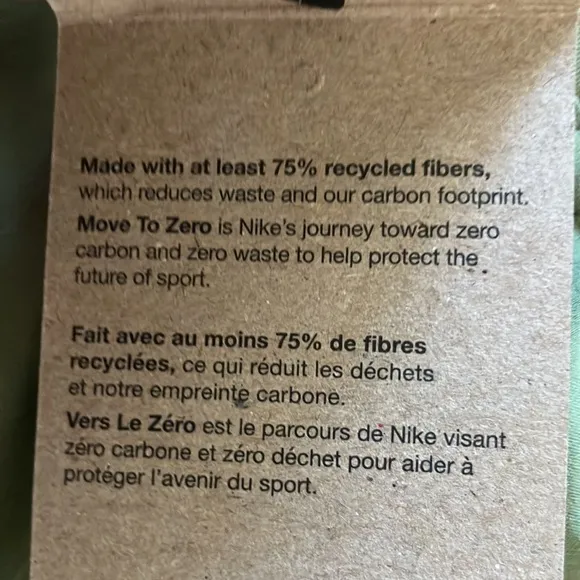 Made with at least 75% recycled fibers,
which reduces waste and our carbon footprint.
Move To Zero is Nike's journey toward zero
carbon and zero waste to help protect the
future of sport.
Fait avec au moins 75% de fibres
recyclées, ce qui réduit les déchets
et notre empreinte carbone.
Vers Le Zéro est le parcours de Nike visant
zéro carbone et zéro déchet pour aider à
protéger l'avenir du sport.